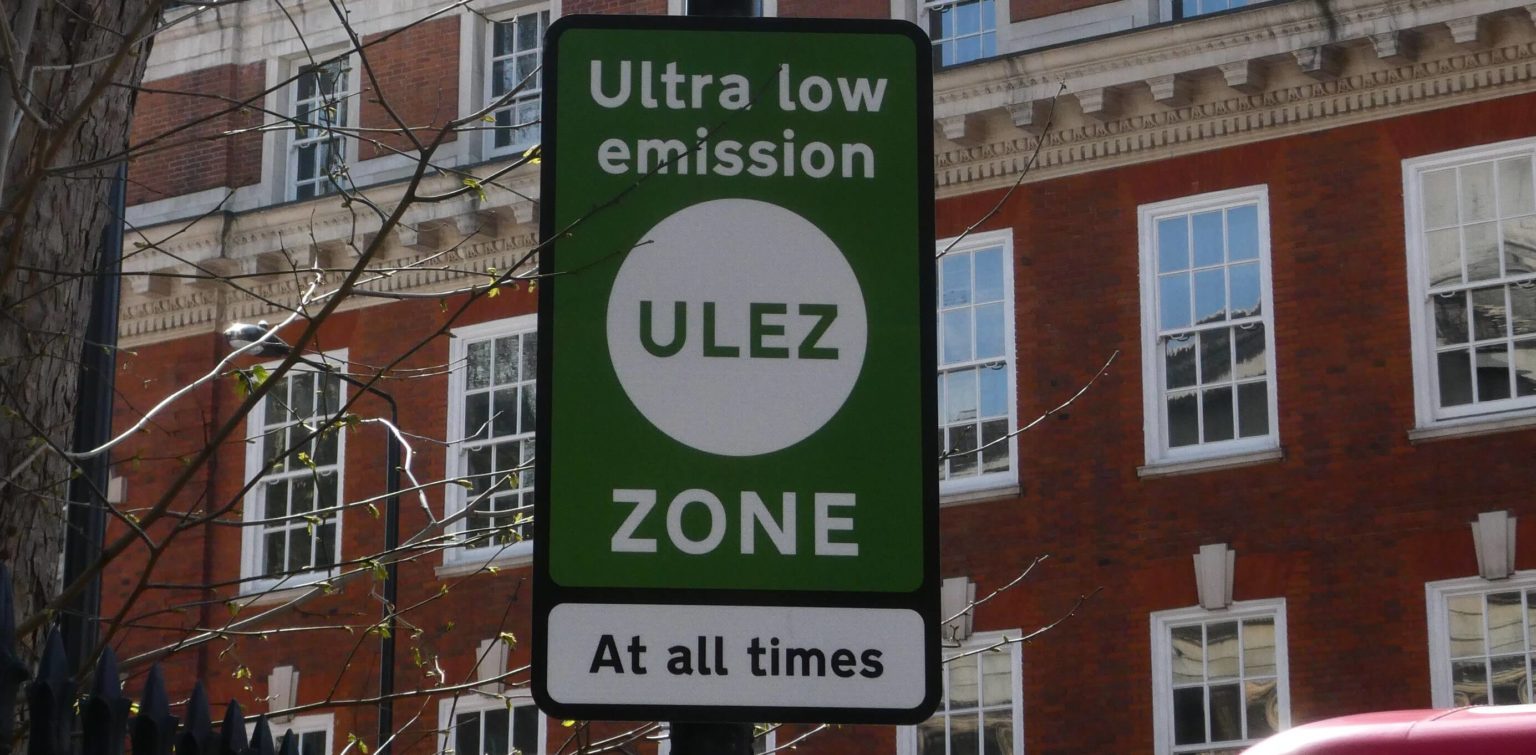 Ultra low
emission
ULEZ
ZONE
At all times